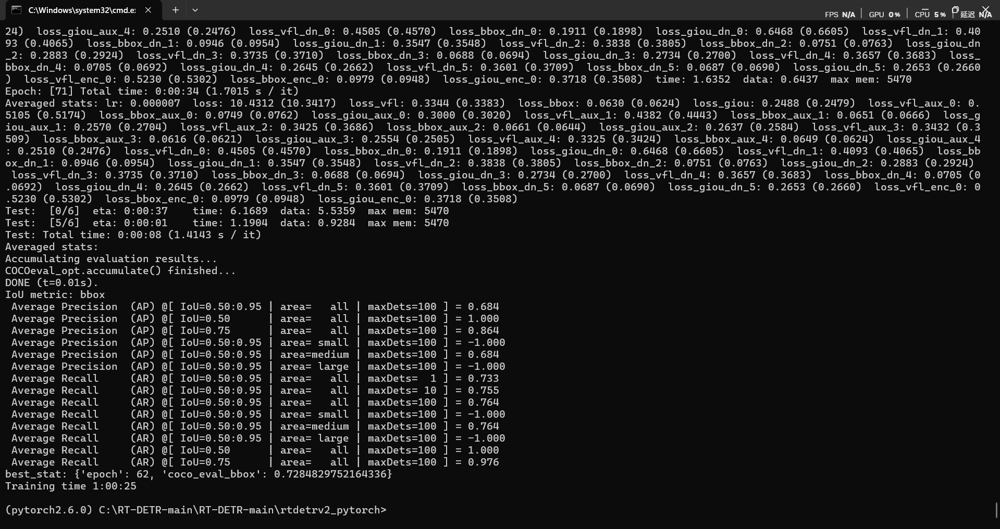 C:\Windows\system32\cmd.e
FPS N/A | GPU 0% | CPU 5% | 延迟 N/A
24)  loss_giou_aux_4: 0.2510 (0.2476)  loss_vfl_dn_0: 0.4505 (0.4570)  loss_bbox_dn_0: 0.1911 (0.1898)  loss_giou_dn_0: 0.6468 (0.6605)  loss_vfl_dn_1: 0.40
93 (0.4065)  loss_bbox_dn_1: 0.0946 (0.0954)  loss_giou_dn_1: 0.3547 (0.3548)  loss_vfl_dn_2: 0.3838 (0.3805)  loss_bbox_dn_2: 0.0751 (0.0763)  loss_giou_dn
_2: 0.2883 (0.2924)  loss_vfl_dn_3: 0.3735 (0.3710)  loss_bbox_dn_3: 0.0688 (0.0694)  loss_giou_dn_3: 0.2734 (0.2700)  loss_vfl_dn_4: 0.3657 (0.3683)  loss_
bbox_dn_4: 0.0705 (0.0692)  loss_giou_dn_4: 0.2645 (0.2662)  loss_vfl_dn_5: 0.3601 (0.3709)  loss_bbox_dn_5: 0.0687 (0.0690)  loss_giou_dn_5: 0.2653 (0.2660
)  loss_vfl_enc_0: 0.5230 (0.5302)  loss_bbox_enc_0: 0.0979 (0.0948)  loss_giou_enc_0: 0.3718 (0.3508)  time: 1.6352  data: 0.6437  max mem: 5470
Epoch: [71] Total time: 0:00:34 (1.7015 s / it)
Averaged stats: lr: 0.000007  loss: 10.4312 (10.3417)  loss_vfl: 0.3344 (0.3383)  loss_bbox: 0.0630 (0.0624)  loss_giou: 0.2488 (0.2479)  loss_vfl_aux_0: 0.
5105 (0.5174)  loss_bbox_aux_0: 0.0749 (0.0762)  loss_giou_aux_0: 0.3000 (0.3020)  loss_vfl_aux_1: 0.4382 (0.4443)  loss_bbox_aux_1: 0.0651 (0.0666)  loss_g
iou_aux_1: 0.2570 (0.2704)  loss_vfl_aux_2: 0.3425 (0.3686)  loss_bbox_aux_2: 0.0661 (0.0644)  loss_giou_aux_2: 0.2637 (0.2584)  loss_vfl_aux_3: 0.3432 (0.3
509)  loss_bbox_aux_3: 0.0616 (0.0621)  loss_giou_aux_3: 0.2554 (0.2505)  loss_vfl_aux_4: 0.3325 (0.3424)  loss_bbox_aux_4: 0.0649 (0.0624)  loss_giou_aux_4
: 0.2510 (0.2476)  loss_vfl_dn_0: 0.4505 (0.4570)  loss_bbox_dn_0: 0.1911 (0.1898)  loss_giou_dn_0: 0.6468 (0.6605)  loss_vfl_dn_1: 0.4093 (0.4065)  loss_bb
ox_dn_1: 0.0946 (0.0954)  loss_giou_dn_1: 0.3547 (0.3548)  loss_vfl_dn_2: 0.3838 (0.3805)  loss_bbox_dn_2: 0.0751 (0.0763)  loss_giou_dn_2: 0.2883 (0.2924)
 loss_vfl_dn_3: 0.3735 (0.3710)  loss_bbox_dn_3: 0.0688 (0.0694)  loss_giou_dn_3: 0.2734 (0.2700)  loss_vfl_dn_4: 0.3657 (0.3683)  loss_bbox_dn_4: 0.0705 (0
.0692)  loss_giou_dn_4: 0.2645 (0.2662)  loss_vfl_dn_5: 0.3601 (0.3709)  loss_bbox_dn_5: 0.0687 (0.0690)  loss_giou_dn_5: 0.2653 (0.2660)  loss_vfl_enc_0: 0
.5230 (0.5302)  loss_bbox_enc_0: 0.0979 (0.0948)  loss_giou_enc_0: 0.3718 (0.3508)
Test:  [0/6]  eta: 0:00:37    time: 6.1689  data: 5.5359  max mem: 5470
Test:  [5/6]  eta: 0:00:01    time: 1.1904  data: 0.9284  max mem: 5470
Test: Total time: 0:00:08 (1.4143 s / it)
Averaged stats:
Accumulating evaluation results...
COCOeval_opt.accumulate() finished...
DONE (t=0.01s).
IoU metric: bbox
 Average Precision  (AP) @[ IoU=0.50:0.95 | area=   all | maxDets=100 ] = 0.684
 Average Precision  (AP) @[ IoU=0.50      | area=   all | maxDets=100 ] = 1.000
 Average Precision  (AP) @[ IoU=0.75      | area=   all | maxDets=100 ] = 0.864
 Average Precision  (AP) @[ IoU=0.50:0.95 | area= small | maxDets=100 ] = -1.000
 Average Precision  (AP) @[ IoU=0.50:0.95 | area=medium | maxDets=100 ] = 0.684
 Average Precision  (AP) @[ IoU=0.50:0.95 | area= large | maxDets=100 ] = -1.000
 Average Recall     (AR) @[ IoU=0.50:0.95 | area=   all | maxDets=  1 ] = 0.733
 Average Recall     (AR) @[ IoU=0.50:0.95 | area=   all | maxDets= 10 ] = 0.755
 Average Recall     (AR) @[ IoU=0.50:0.95 | area=   all | maxDets=100 ] = 0.764
 Average Recall     (AR) @[ IoU=0.50:0.95 | area= small | maxDets=100 ] = -1.000
 Average Recall     (AR) @[ IoU=0.50:0.95 | area=medium | maxDets=100 ] = 0.764
 Average Recall     (AR) @[ IoU=0.50:0.95 | area= large | maxDets=100 ] = -1.000
 Average Recall     (AR) @[ IoU=0.50      | area=   all | maxDets=100 ] = 1.000
 Average Recall     (AR) @[ IoU=0.75      | area=   all | maxDets=100 ] = 0.976
best_stat: {'epoch': 62, 'coco_eval_bbox': 0.7284829752164336}
Training time 1:00:25
(pytorch2.6.0) C:\RT-DETR-main\RT-DETR-main\rtdetrv2_pytorch>